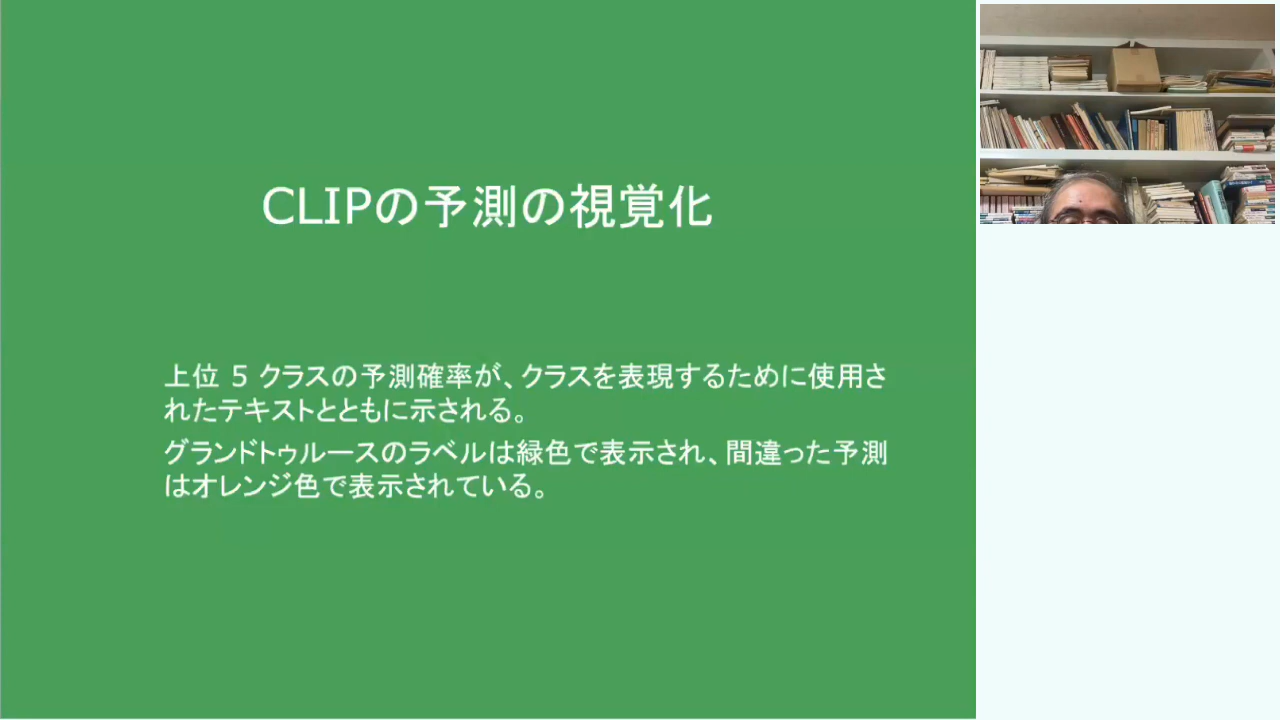 CLIPの予測の視覚化
上位 5 クラスの予測確率が、クラスを表現するために使用さ
れたテキストとともに示される。
グランドトゥルースのラベルは緑色で表示され、間違った予測
はオレンジ色で表示されている。